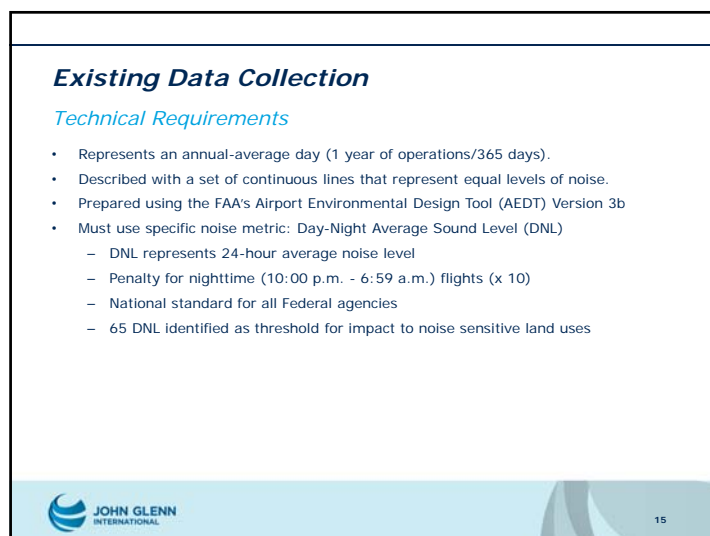 Existing Data Collection
Technical Requirements
• Represents an annual-average day (1 year of operations/365 days).
• Described with a set of continuous lines that represent equal levels of noise.
• Prepared using the FAA's Airport Environmental Design Tool (AEDT) Version 3b
• Must use specific noise metric: Day-Night Average Sound Level (DNL)
– DNL represents 24-hour average noise level
– Penalty for nighttime (10:00 p.m. - 6:59 a.m.) flights (x 10)
– National standard for all Federal agencies
– 65 DNL identified as threshold for impact to noise sensitive land uses
JOHN GLENN
INTERNATIONAL
15